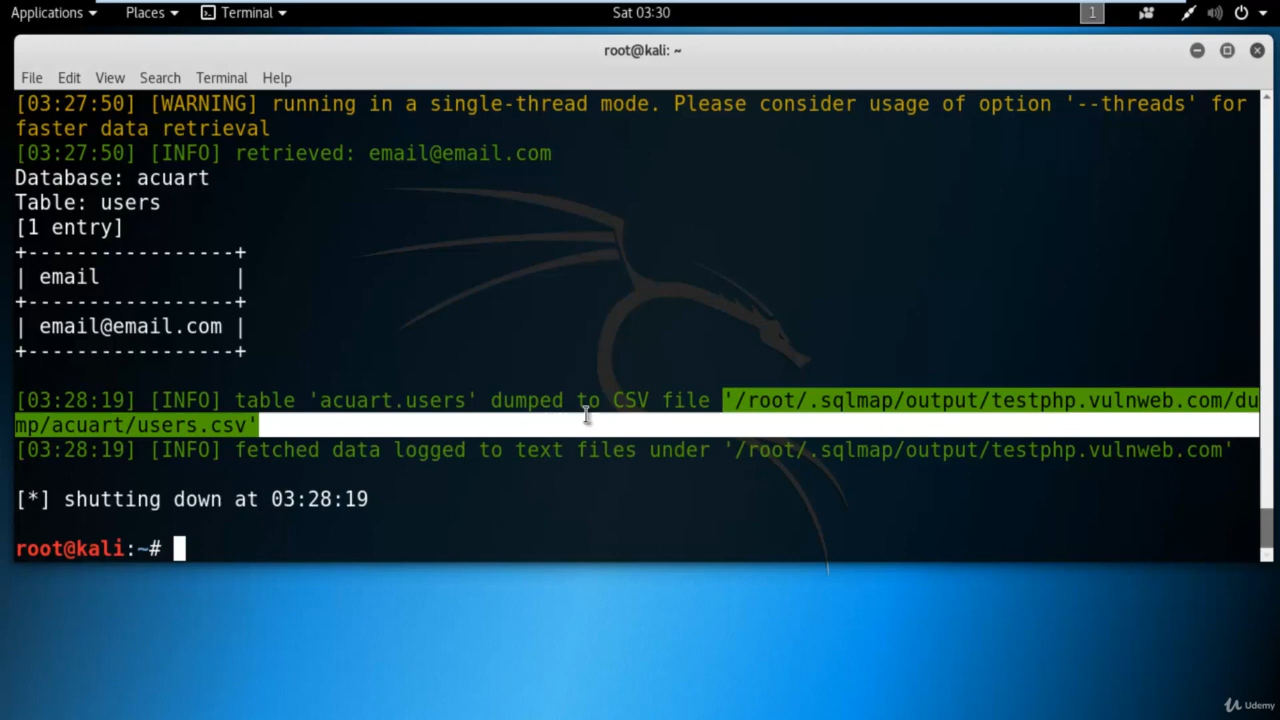 Applications Places Terminal Sat 03:30 1
root@kali: ~
File Edit View Search Terminal Help
[03:27:50] [WARNING] running in a single-thread mode. Please consider usage of option '--threads' for
faster data retrieval
[03:27:50] [INFO] retrieved: email@email.com
Database: acuart
Table: users
[1 entry]
+-----------------+
| email           |
+-----------------+
| email@email.com |
+-----------------+
[03:28:19] [INFO] table 'acuart.users' dumped to CSV file '/root/.sqlmap/output/testphp.vulnweb.com/du
mp/acuart/users.csv'
[03:28:19] [INFO] fetched data logged to text files under '/root/.sqlmap/output/testphp.vulnweb.com'
[*] shutting down at 03:28:19
root@kali:~#
Udemy